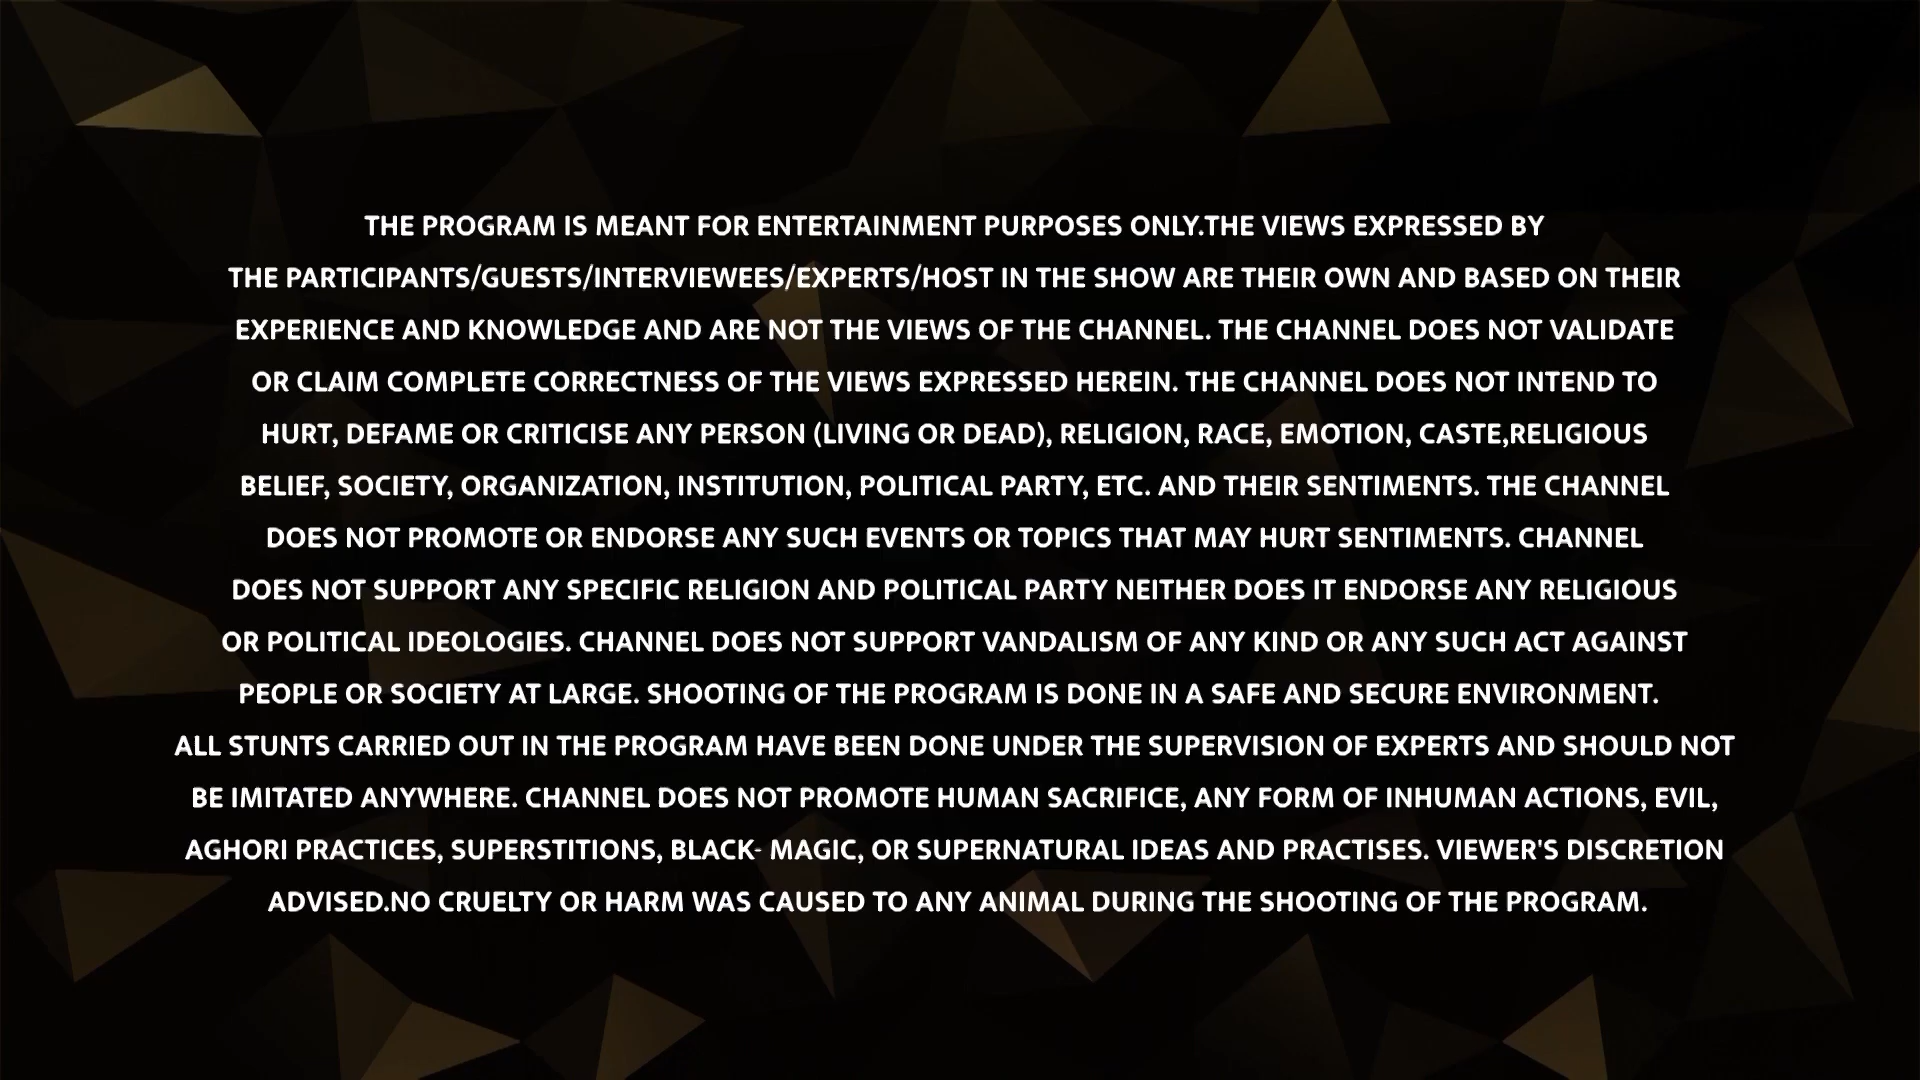 THE PROGRAM IS MEANT FOR ENTERTAINMENT PURPOSES ONLY.THE VIEWS EXPRESSED BY
THE PARTICIPANTS/GUESTS/INTERVIEWEES/EXPERTS/HOST IN THE SHOW ARE THEIR OWN AND BASED ON THEIR
EXPERIENCE AND KNOWLEDGE AND ARE NOT THE VIEWS OF THE CHANNEL. THE CHANNEL DOES NOT VALIDATE
OR CLAIM COMPLETE CORRECTNESS OF THE VIEWS EXPRESSED HEREIN. THE CHANNEL DOES NOT INTEND TO
HURT, DEFAME OR CRITICISE ANY PERSON (LIVING OR DEAD), RELIGION, RACE, EMOTION, CASTE,RELIGIOUS
BELIEF, SOCIETY, ORGANIZATION, INSTITUTION, POLITICAL PARTY, ETC. AND THEIR SENTIMENTS. THE CHANNEL
DOES NOT PROMOTE OR ENDORSE ANY SUCH EVENTS OR TOPICS THAT MAY HURT SENTIMENTS. CHANNEL
DOES NOT SUPPORT ANY SPECIFIC RELIGION AND POLITICAL PARTY NEITHER DOES IT ENDORSE ANY RELIGIOUS
OR POLITICAL IDEOLOGIES. CHANNEL DOES NOT SUPPORT VANDALISM OF ANY KIND OR ANY SUCH ACT AGAINST
PEOPLE OR SOCIETY AT LARGE. SHOOTING OF THE PROGRAM IS DONE IN A SAFE AND SECURE ENVIRONMENT.
ALL STUNTS CARRIED OUT IN THE PROGRAM HAVE BEEN DONE UNDER THE SUPERVISION OF EXPERTS AND SHOULD NOT
BE IMITATED ANYWHERE. CHANNEL DOES NOT PROMOTE HUMAN SACRIFICE, ANY FORM OF INHUMAN ACTIONS, EVIL,
AGHORI PRACTICES, SUPERSTITIONS, BLACK- MAGIC, OR SUPERNATURAL IDEAS AND PRACTISES. VIEWER'S DISCRETION
ADVISED.NO CRUELTY OR HARM WAS CAUSED TO ANY ANIMAL DURING THE SHOOTING OF THE PROGRAM.